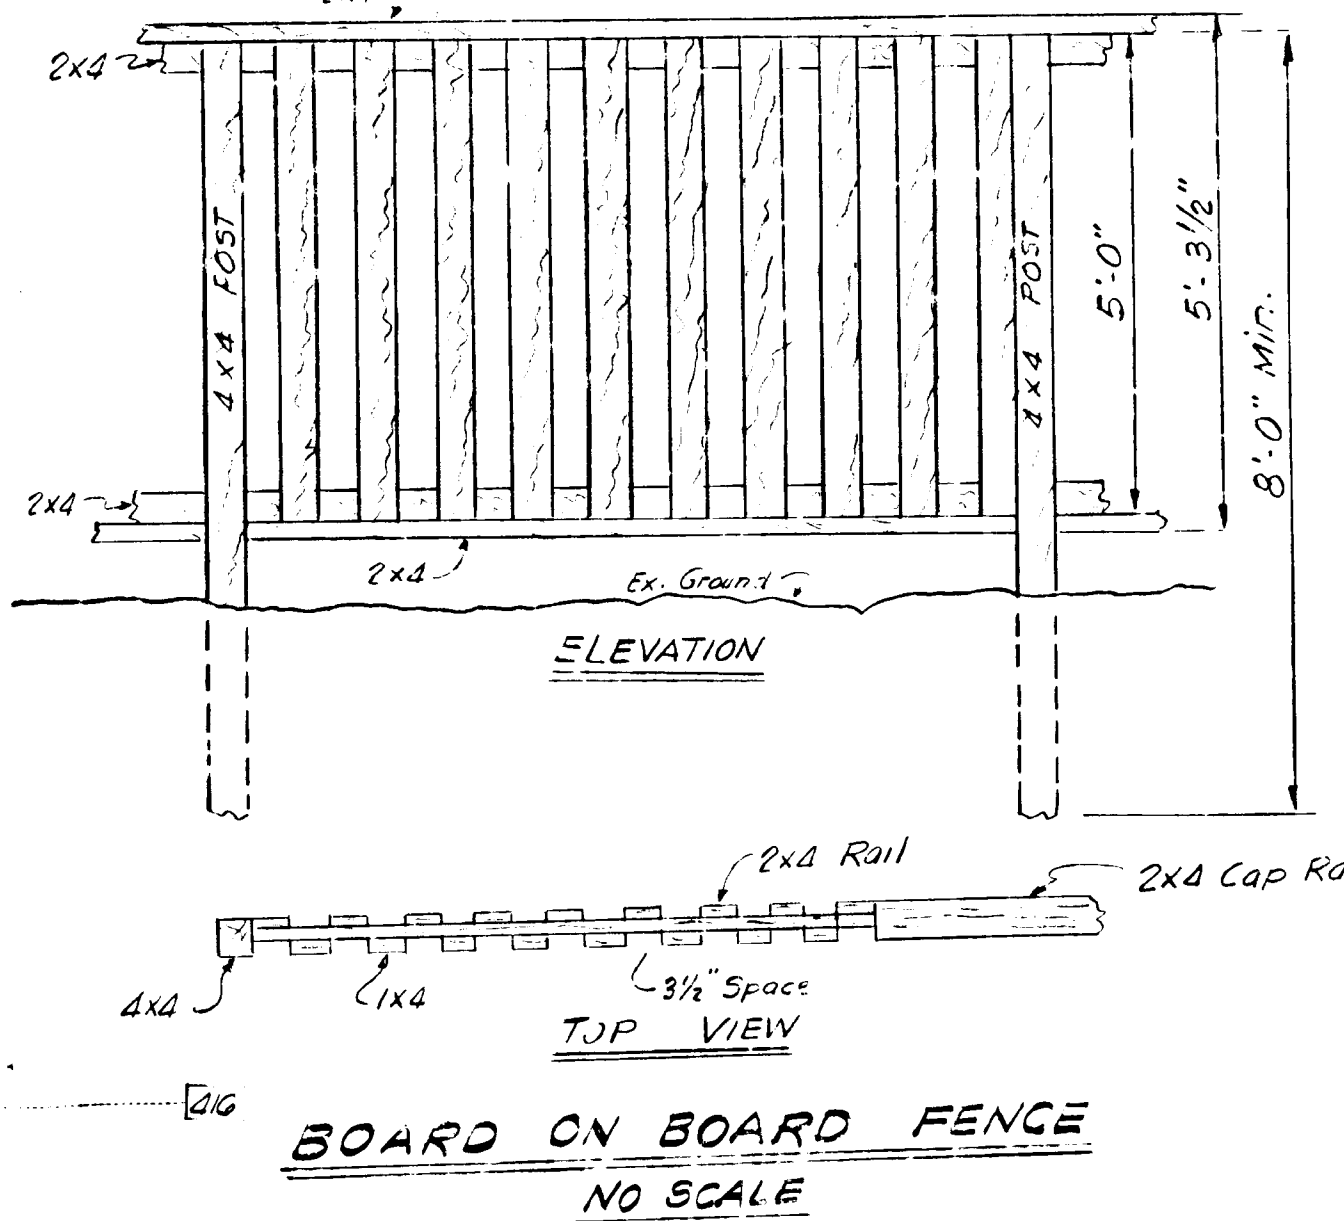 2x4
4x4 POST
4x4 POST
5'-0"
5'-3½"
8'-0" Min.
2x4
2x4
Ex. Ground
ELEVATION
2x4 Rail
2x4 Cap
4x4
1x4
3½" Space
TOP VIEW
416
BOARD ON BOARD FENCE
NO SCALE